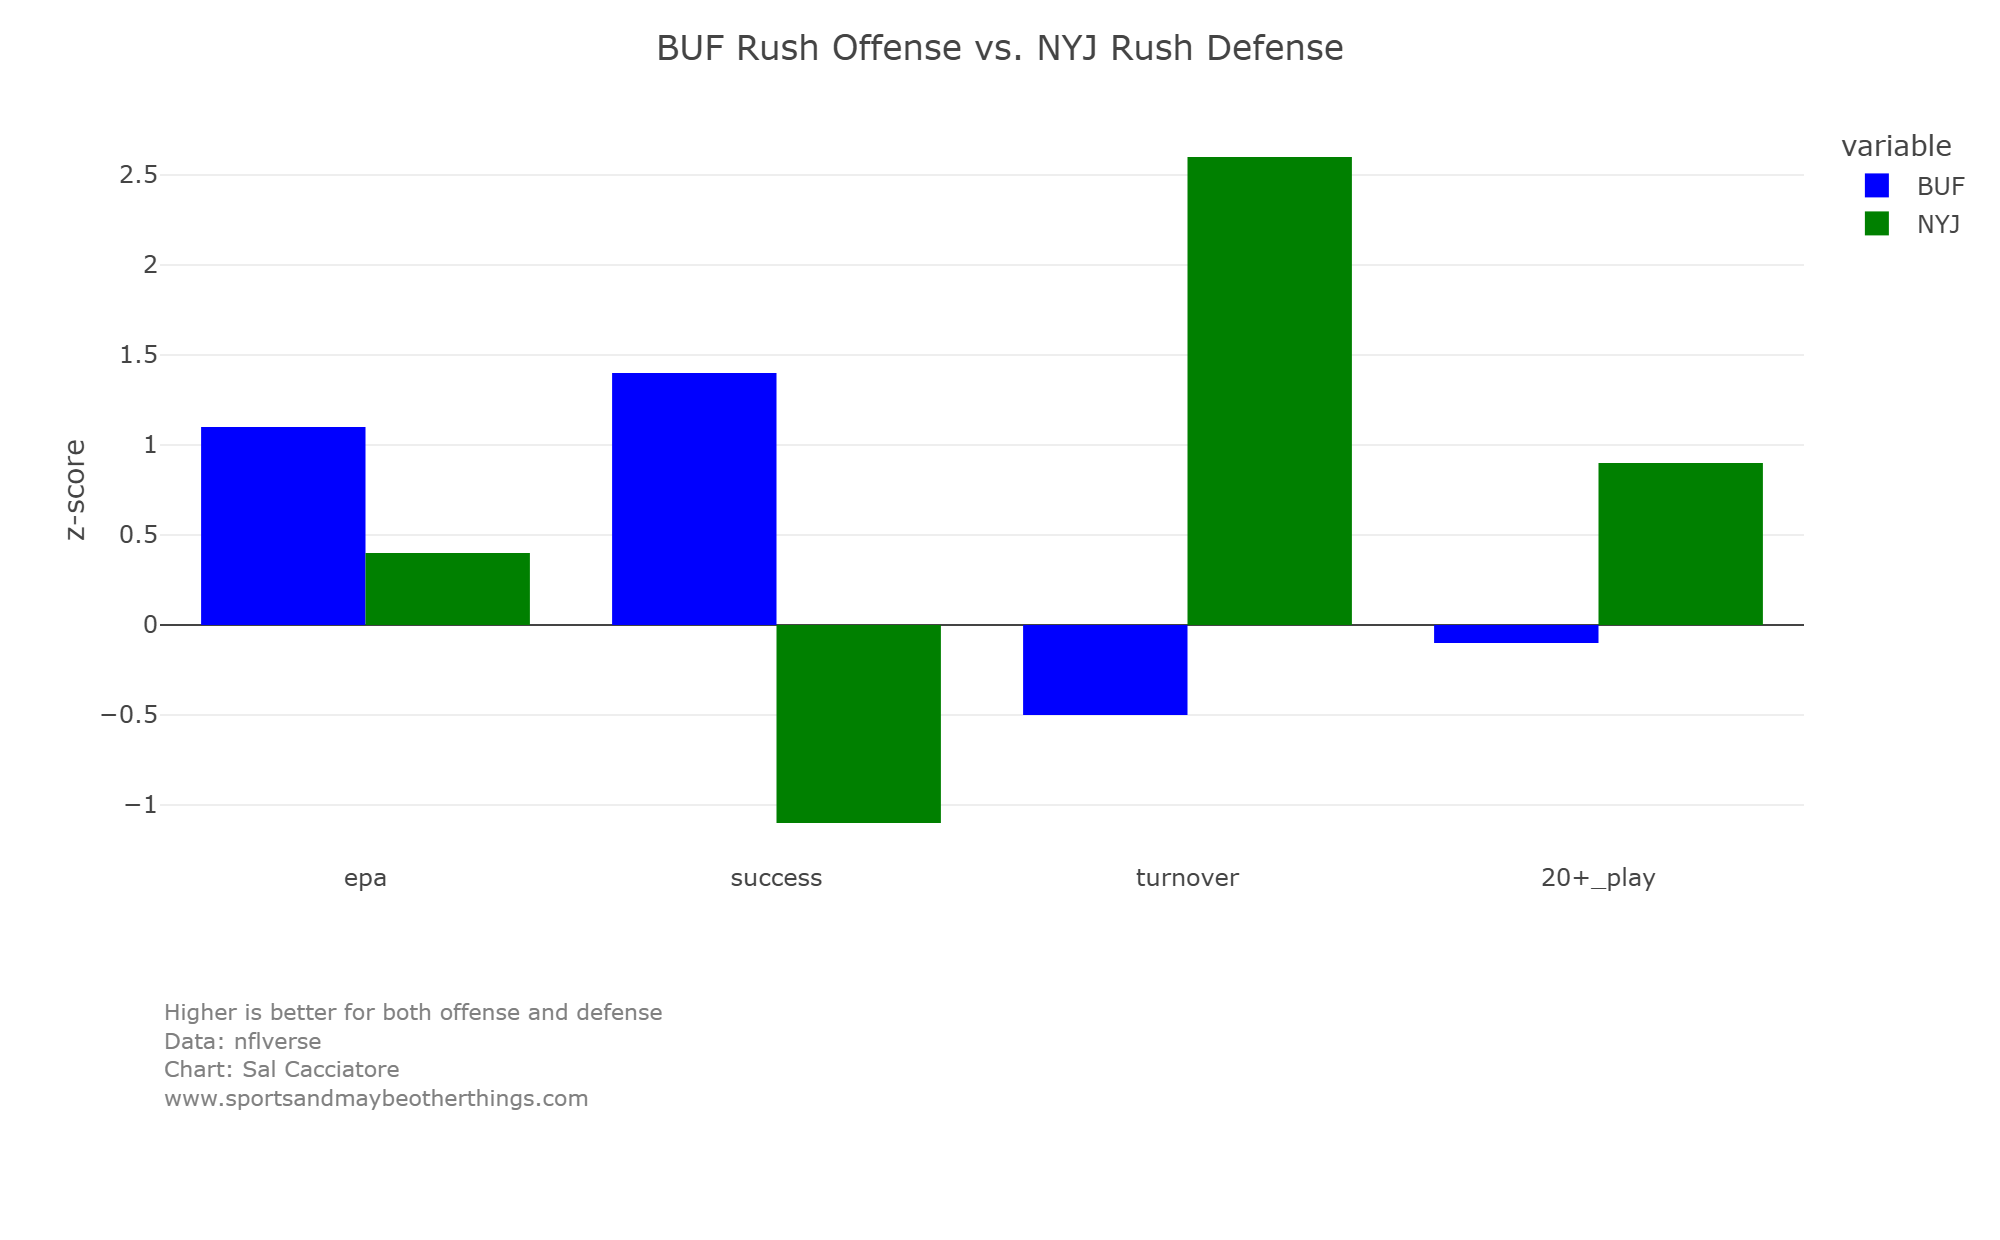 BUF Rush Offense vs. NYJ Rush Defense
variable
BUF
NYJ
2.5
2
1.5
1
0.5
0
−0.5
−1
z-score
epa
success
turnover
20+_play
Higher is better for both offense and defense
Data: nflverse
Chart: Sal Cacciatore
www.sportsandmaybeotherthings.com